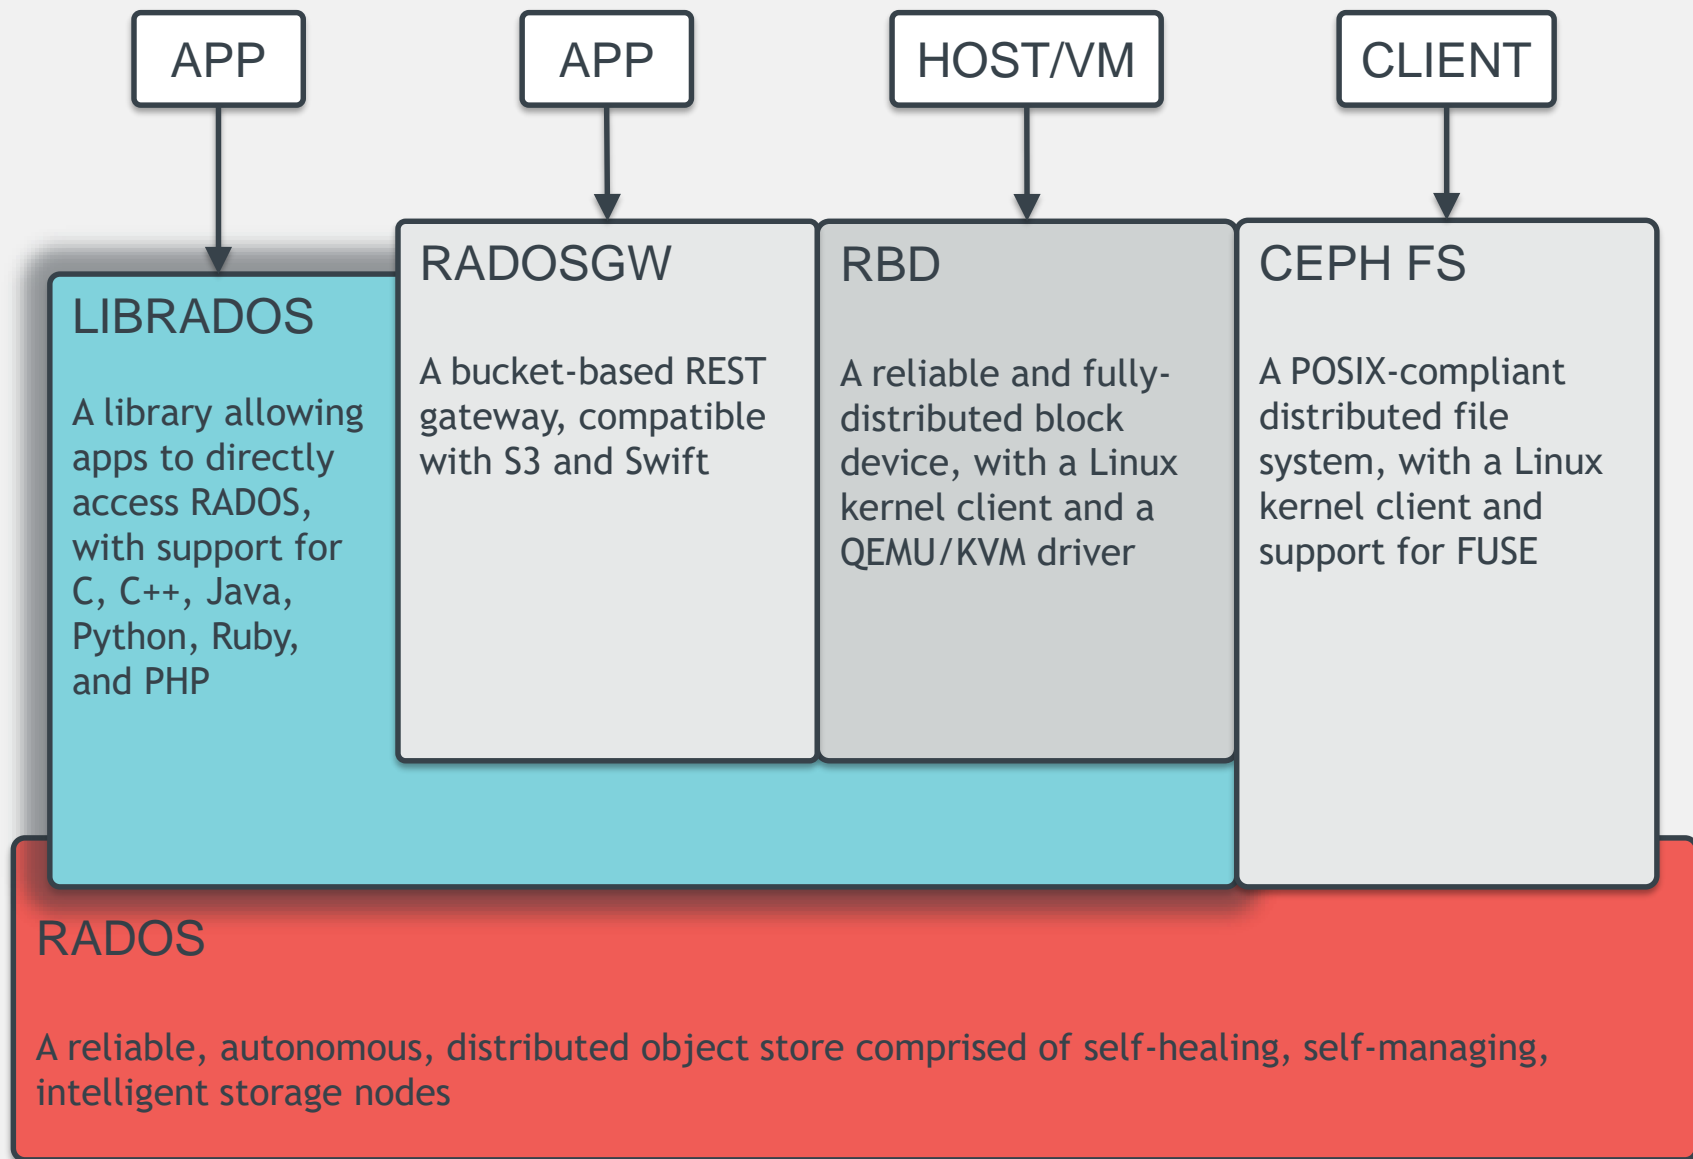 APP
APP
HOST/VM
CLIENT
LIBRADOS
A library allowing
apps to directly
access RADOS,
with support for
C, C++, Java,
Python, Ruby,
and PHP
RADOSGW
A bucket-based REST
gateway, compatible
with S3 and Swift
RBD
A reliable and fully-
distributed block
device, with a Linux
kernel client and a
QEMU/KVM driver
CEPH FS
A POSIX-compliant
distributed file
system, with a Linux
kernel client and
support for FUSE
RADOS
A reliable, autonomous, distributed object store comprised of self-healing, self-managing,
intelligent storage nodes